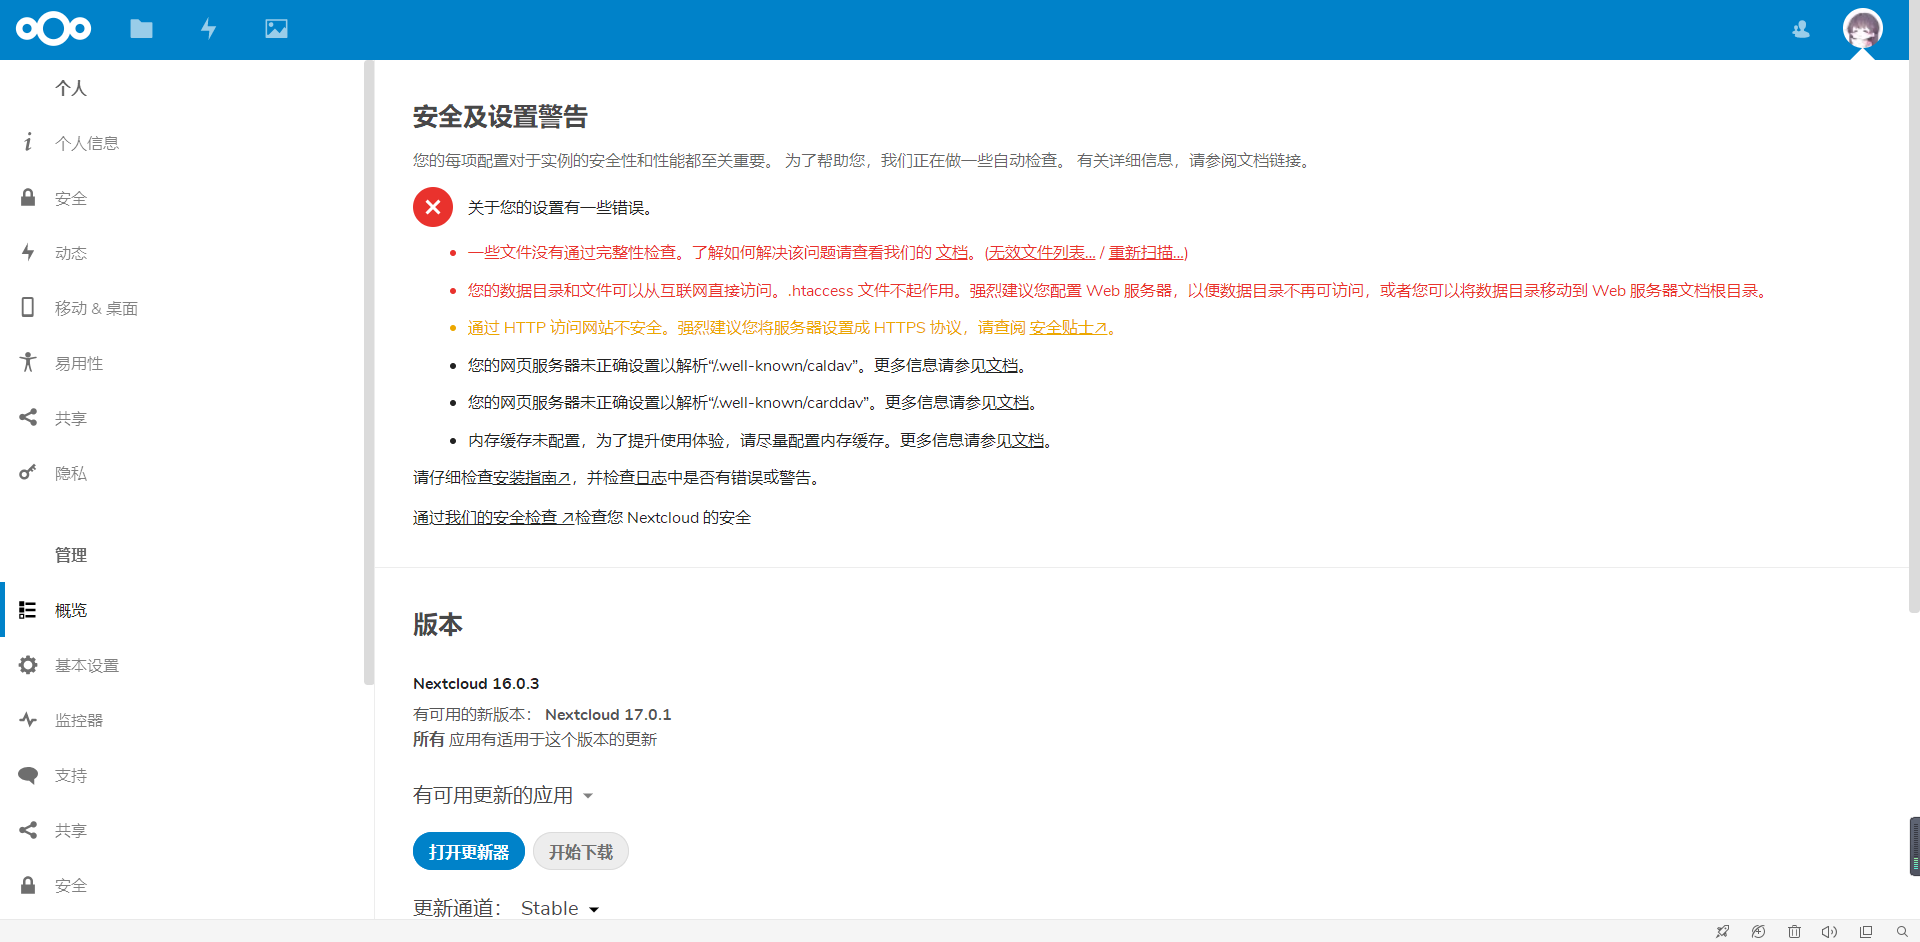 个人
个人信息
安全
动态
移动 & 桌面
易用性
共享
隐私
管理
概览
基本设置
监控器
支持
共享
安全
安全及设置警告
您的每项配置对于实例的安全性和性能都至关重要。 为了帮助您，我们正在做一些自动检查。 有关详细信息，请参阅文档链接。
关于您的设置有一些错误。
一些文件没有通过完整性检查。了解如何解决该问题请查看我们的 文档。(无效文件列表… / 重新扫描…)
您的数据目录和文件可以从互联网直接访问。.htaccess 文件不起作用。强烈建议您配置 Web 服务器，以便数据目录不再可访问，或者您可以将数据目录移动到 Web 服务器文档根目录。
通过 HTTP 访问网站不安全。强烈建议您将服务器设置成 HTTPS 协议，请查阅 安全贴士↗。
您的网页服务器未正确设置以解析“/.well-known/caldav”。更多信息请参见文档。
您的网页服务器未正确设置以解析“/.well-known/carddav”。更多信息请参见文档。
内存缓存未配置，为了提升使用体验，请尽量配置内存缓存。更多信息请参见文档。
请仔细检查安装指南↗，并检查日志中是否有错误或警告。
通过我们的安全检查 ↗检查您 Nextcloud 的安全
版本
Nextcloud 16.0.3
有可用的新版本： Nextcloud 17.0.1
所有 应用有适用于这个版本的更新
有可用更新的应用
打开更新器 开始下载
更新通道： Stable